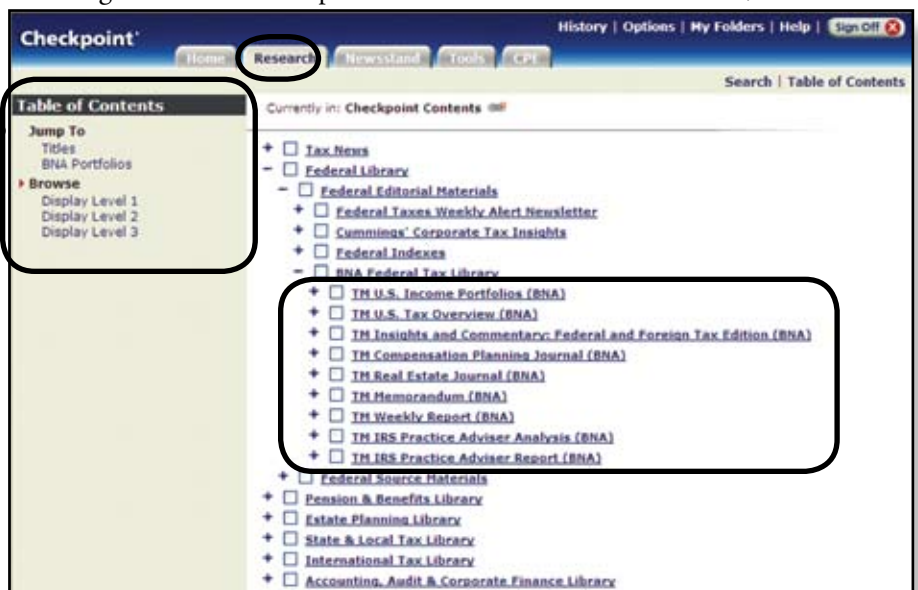 Checkpoint
History | Options | My Folders | Help | Sign Off
Home Research Newsstand Tools CPE
Search | Table of Contents
Table of Contents
Jump To
Titles
BNA Portfolios
Browse
Display Level 1
Display Level 2
Display Level 3
Currently in: Checkpoint Contents
+ Tax News
- Federal Library
- Federal Editorial Materials
+ Federal Taxes Weekly Alert Newsletter
+ Cummings' Corporate Tax Insights
+ Federal Indexes
- BNA Federal Tax Library
+ TM U.S. Income Portfolios (BNA)
+ TM U.S. Tax Overview (BNA)
+ TM Insights and Commentary: Federal and Foreign Tax Edition (BNA)
+ TM Compensation Planning Journal (BNA)
+ TM Real Estate Journal (BNA)
+ TM Memorandum (BNA)
+ TM Weekly Report (BNA)
+ TM IRS Practice Adviser Analysis (BNA)
+ TM IRS Practice Adviser Report (BNA)
+ Federal Source Materials
+ Pension & Benefits Library
+ Estate Planning Library
+ State & Local Tax Library
+ International Tax Library
+ Accounting, Audit & Corporate Finance Library